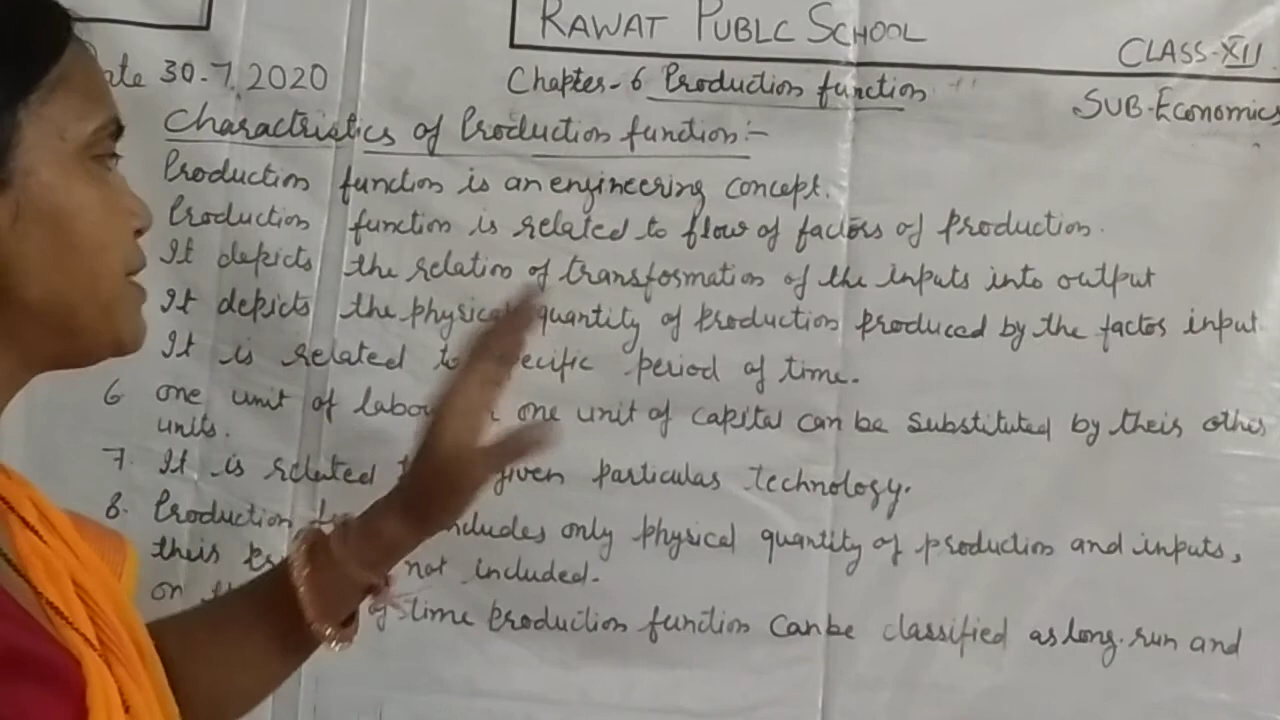 RAWAT PUBLC SCHOOL
CLASS-XII
ate 30.7.2020
Chapter-6 Production function
SUB-Economics
Charactristics of Production function:-
Production function is an engineering concept.
Production function is related to flow of factors of production.
It depicts the relation of transformation of the inputs into output
It depicts the physical quantity of production produced by the factor input
It is related to specific period of time.
6 one unit of labour one unit of capital can be substituted by their other
units.
7. It is related given particular technology.
8. Production includes only physical quantity of production and inputs,
their not included.
on of time production function can be classified as long.run and